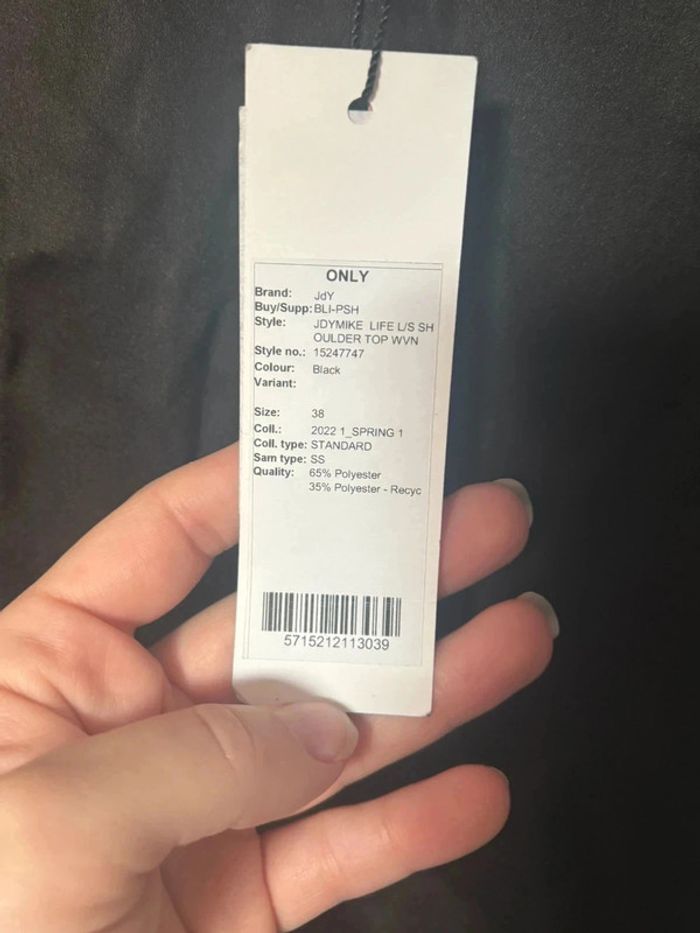 ONLY
Brand: JdY
Buy/Supp: BLI-PSH
Style: JDYMIKE LIFE L/S SH
OULDER TOP WVN
Style no.: 15247747
Colour: Black
Variant:
Size: 38
Coll.: 2022 1_SPRING 1
Coll. type: STANDARD
Sam type: SS
Quality: 65% Polyester
35% Polyester - Recyc
5715212113039